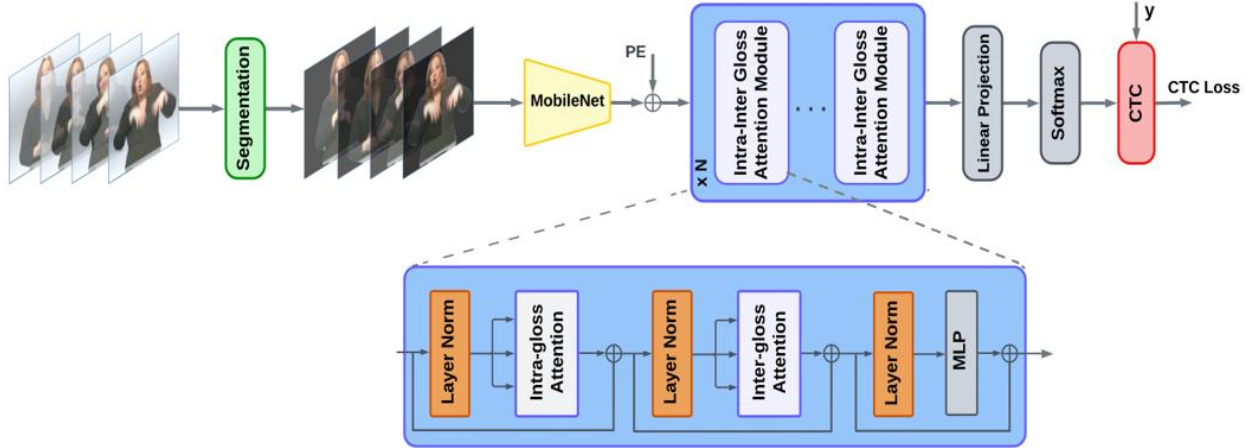 Segmentation
MobileNet
PE
x N
Intra-Inter Gloss
Attention Module
. . .
Intra-Inter Gloss
Attention Module
Linear Projection
Softmax
y
CTC
CTC Loss
Layer Norm
Intra-gloss
Attention
Layer Norm
Inter-gloss
Attention
Layer Norm
MLP